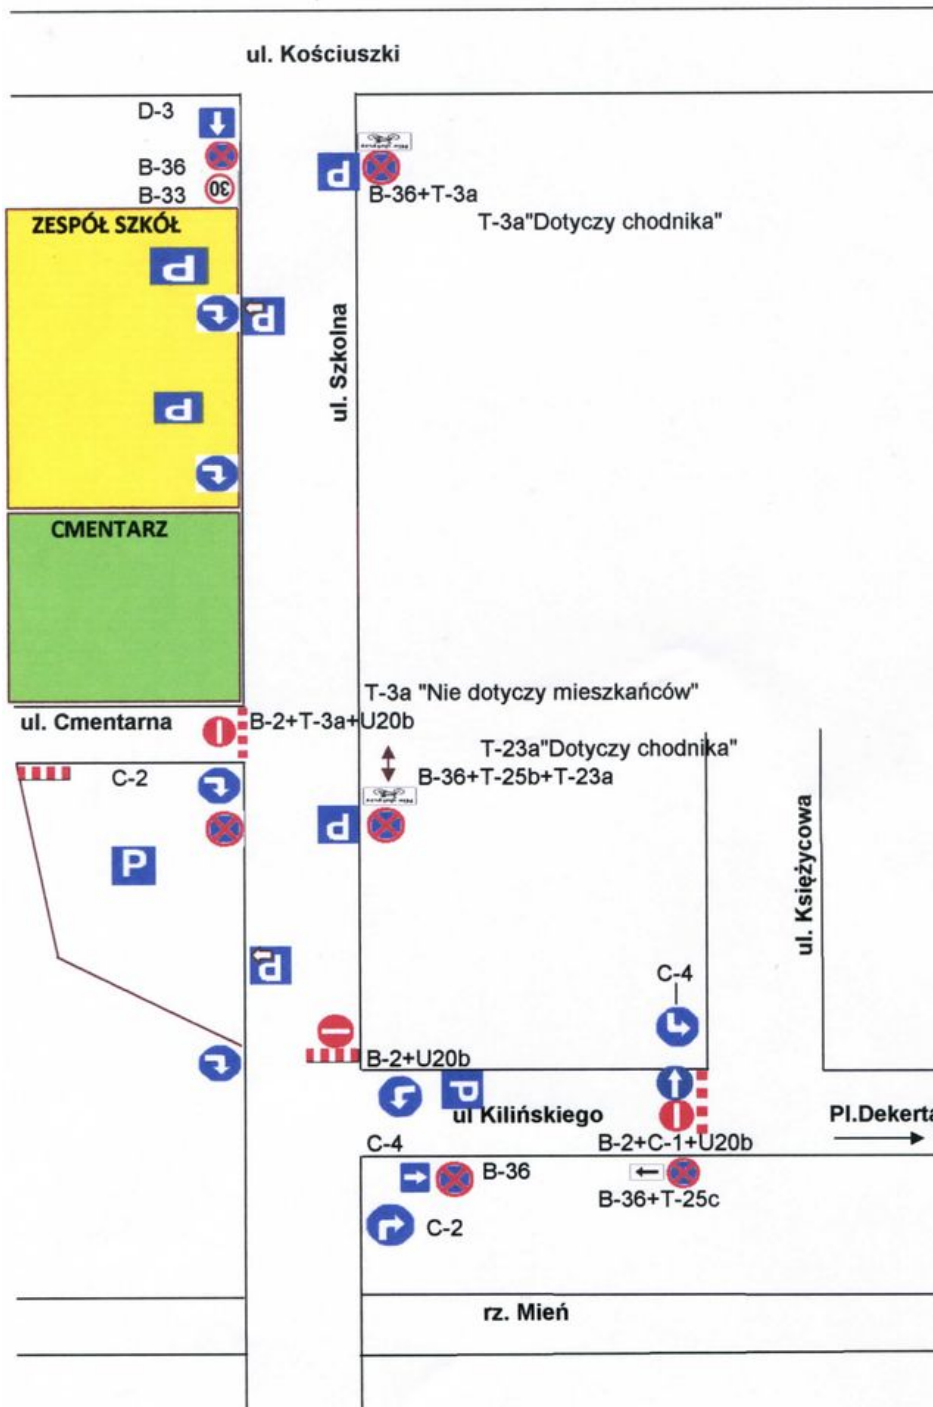 ul. Kościuszki
D-3
B-36
B-33
30
B-36+T-3a
T-3a"Dotyczy chodnika"
ZESPÓŁ SZKÓŁ
P
P
P
P
ul. Szkolna
CMENTARZ
T-3a "Nie dotyczy mieszkańców"
ul. Cmentarna
B-2+T-3a+U20b
T-23a"Dotyczy chodnika"
C-2
B-36+T-25b+T-23a
P
P
ul. Księżycowa
P
C-4
B-2+U20b
P
ul Kilińskiego
Pl.Dekerta
C-4
B-2+C-1+U20b
B-36
B-36+T-25c
C-2
rz. Mień